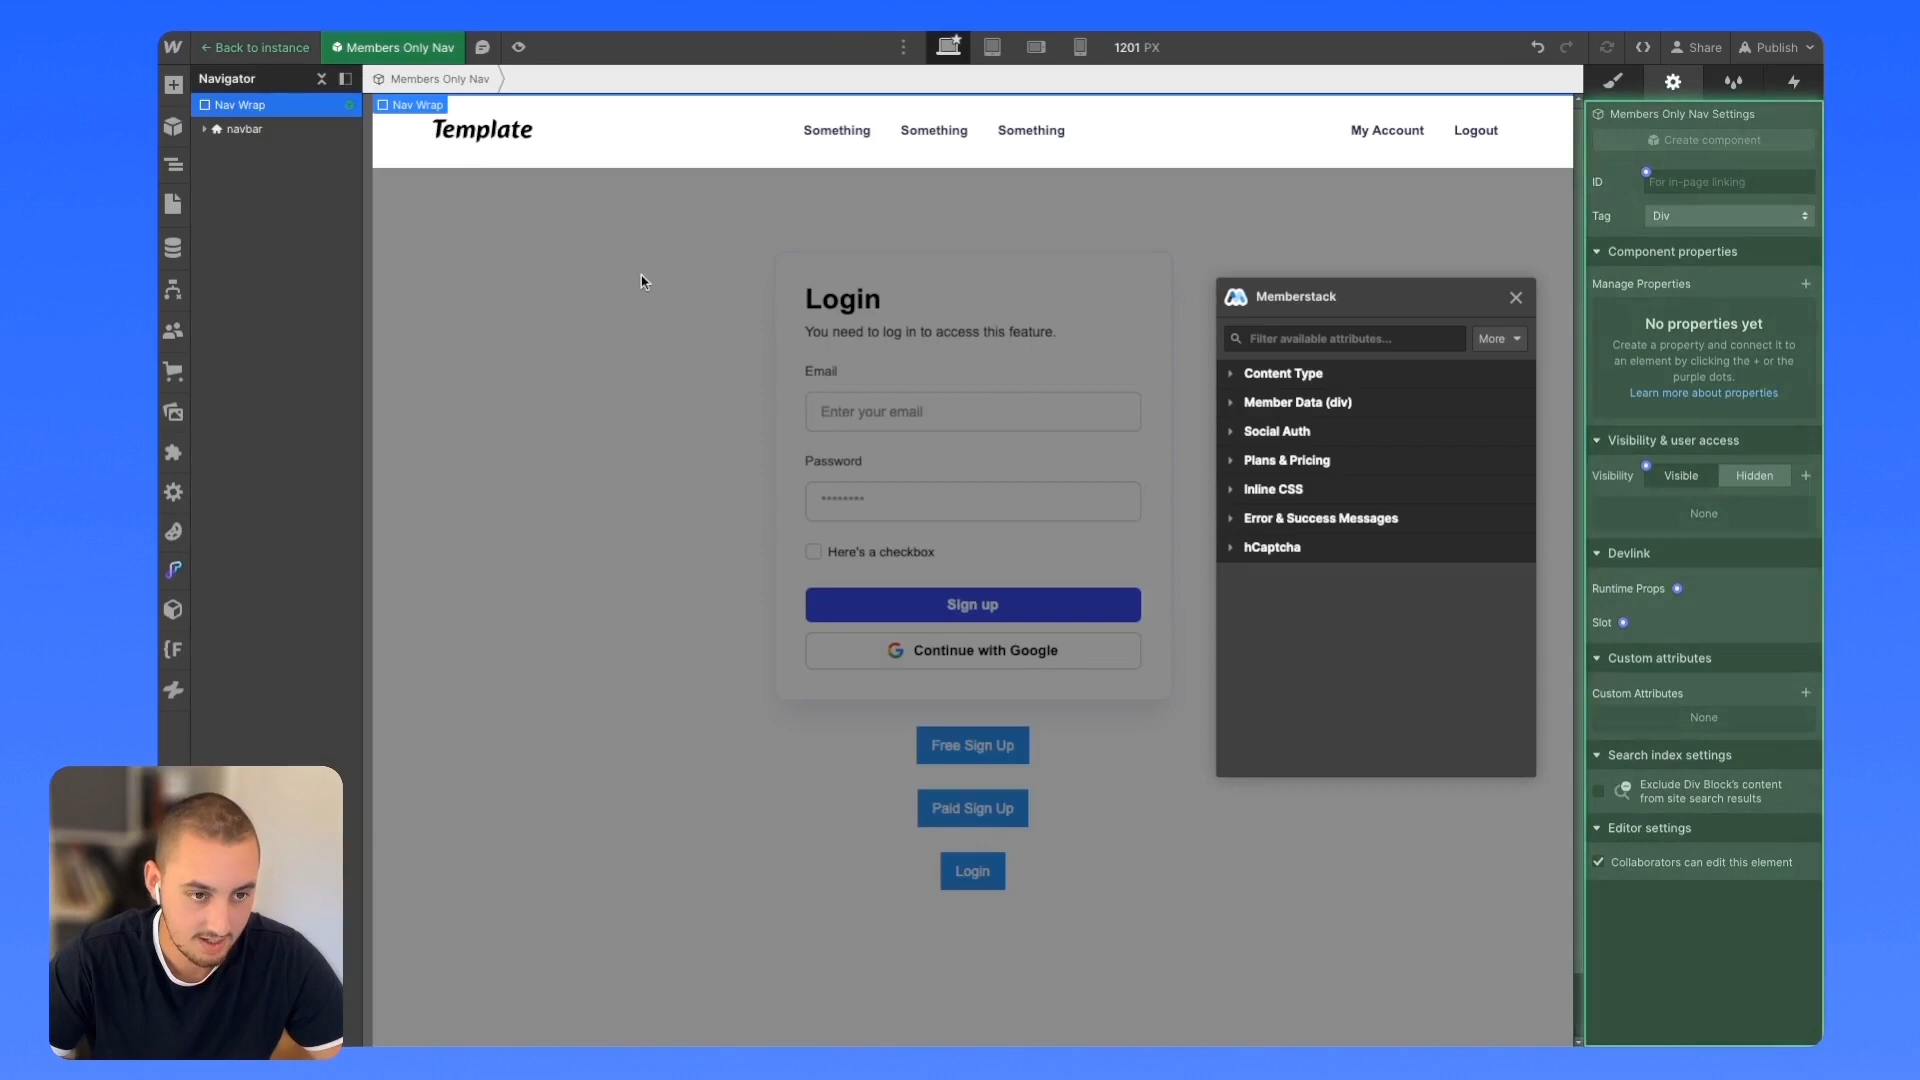 Back to instance
Members Only Nav
1201 PX
Share
Publish
Navigator
Members Only Nav
Nav Wrap
Nav Wrap
navbar
Template
Something
Something
Something
My Account
Logout
Login
You need to log in to access this feature.
Email
Enter your email
Password
********
Here's a checkbox
Sign up
Continue with Google
Free Sign Up
Paid Sign Up
Login
Memberstack
Filter available attributes...
More
Content Type
Member Data (div)
Social Auth
Plans & Pricing
Inline CSS
Error & Success Messages
hCaptcha
Members Only Nav Settings
Create component
ID
For in-page linking
Tag
Div
Component properties
Manage Properties
No properties yet
Create a property and connect it to
an element by clicking the + or the
purple dots.
Learn more about properties
Visibility & user access
Visibility
Visible
Hidden
None
Devlink
Runtime Props
Slot
Custom attributes
Custom Attributes
None
Search index settings
Exclude Div Block's content
from site search results
Editor settings
Collaborators can edit this element